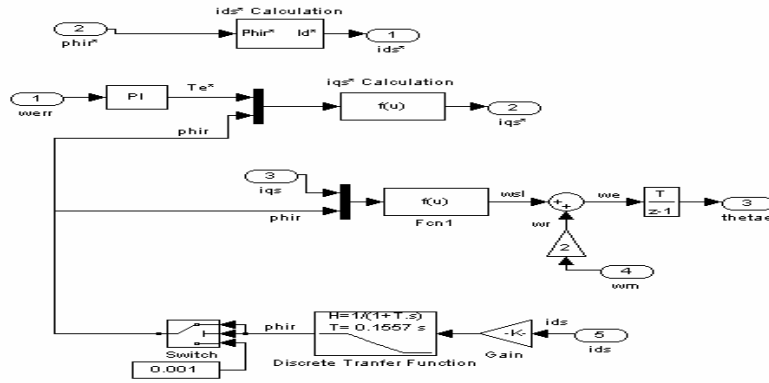 ids* Calculation
2
phir*
Phir* Id*
1
ids*
iqs* Calculation
1
werr
PI
Te*
phir
f(u)
2
iqs*
3
iqs
phir
f(u)
Fcn1
wsl
+
+
we
T
z-1
3
thetae
wr
2
4
wm
Switch
0.001
phir
H=1/(1+T.s)
T= 0.1557 s
Discrete Tranfer Function
-K-
Gain
ids
5
ids